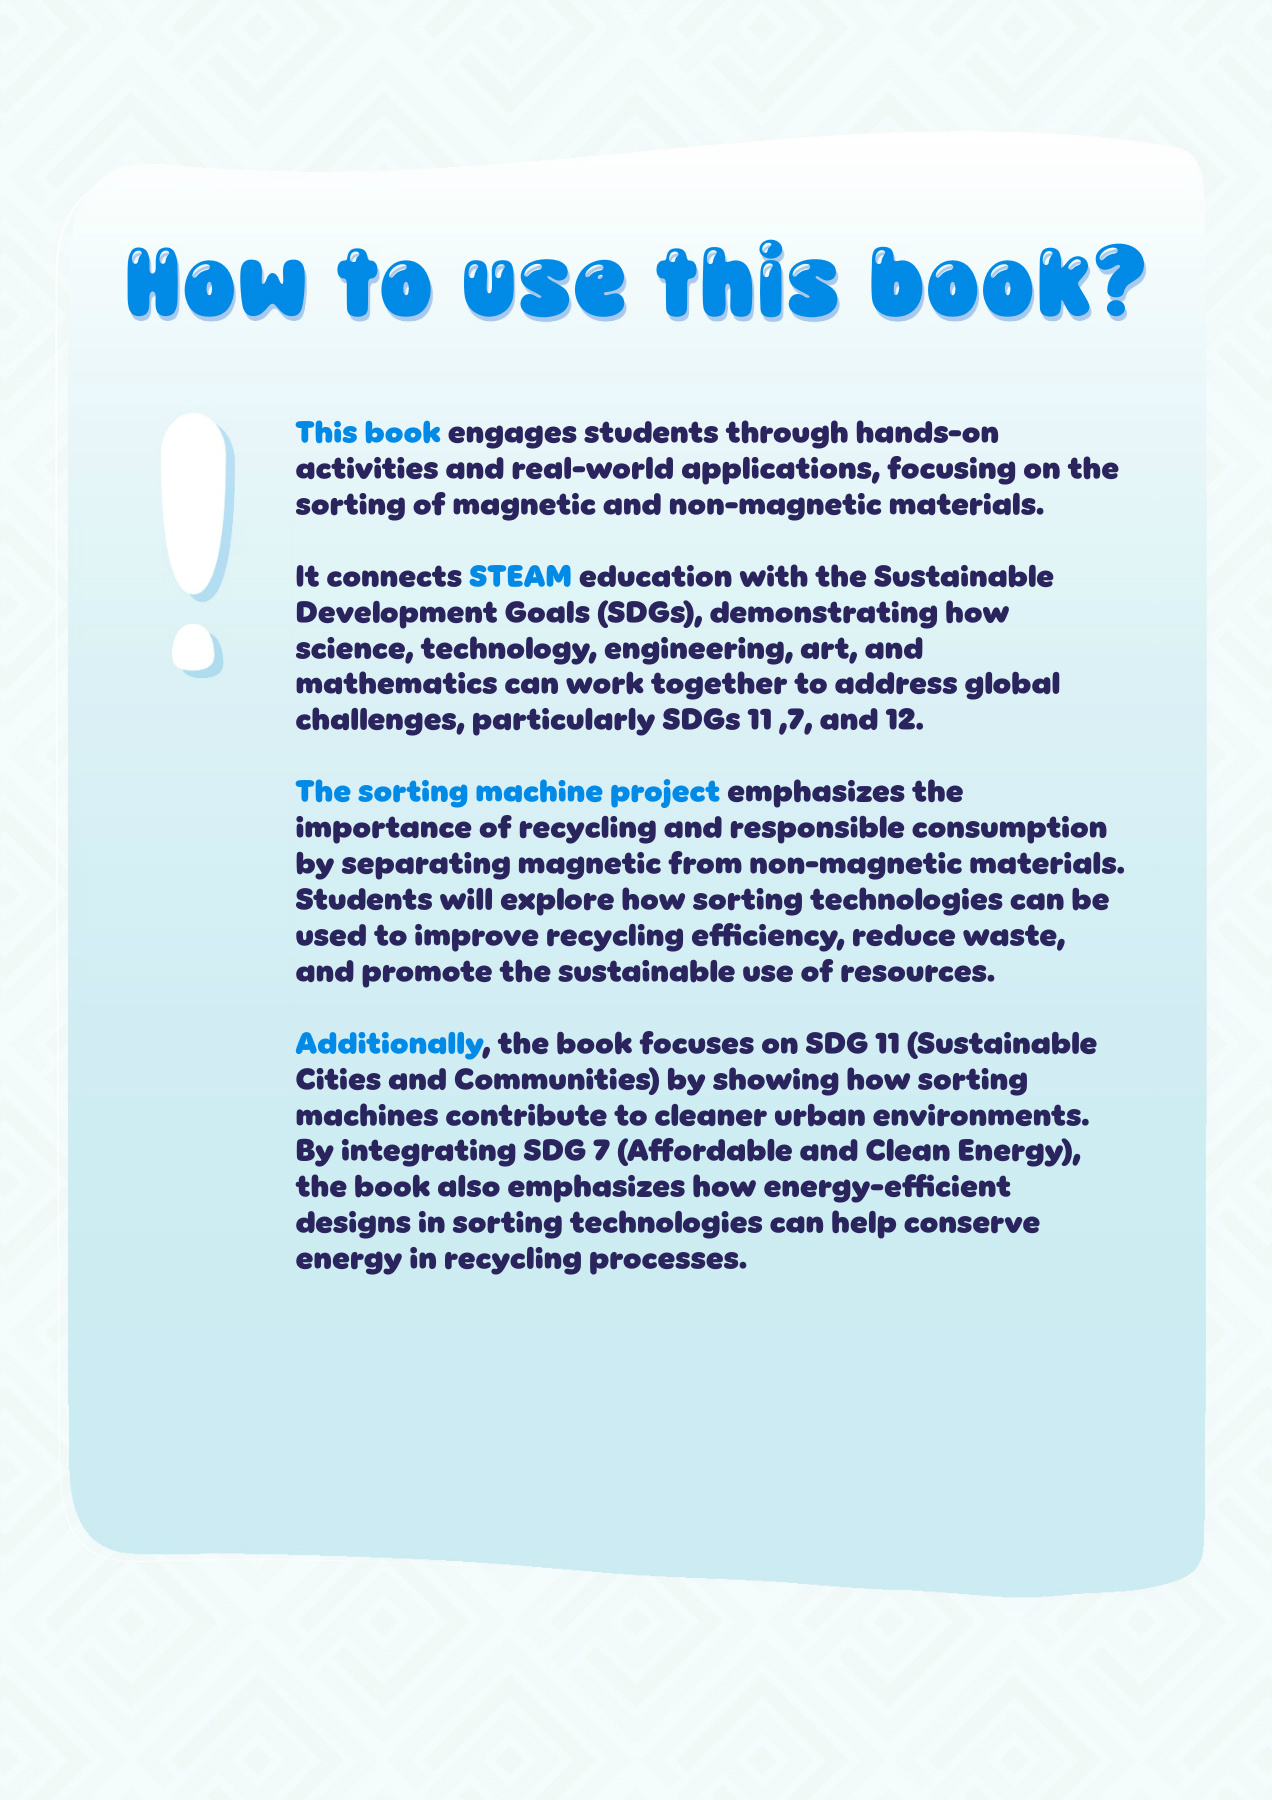 How to use this book?
!
This book engages students through hands-on
activities and real-world applications, focusing on the
sorting of magnetic and non-magnetic materials.
It connects STEAM education with the Sustainable
Development Goals (SDGs), demonstrating how
science, technology, engineering, art, and
mathematics can work together to address global
challenges, particularly SDGs 11 ,7, and 12.
The sorting machine project emphasizes the
importance of recycling and responsible consumption
by separating magnetic from non-magnetic materials.
Students will explore how sorting technologies can be
used to improve recycling efficiency, reduce waste,
and promote the sustainable use of resources.
Additionally, the book focuses on SDG 11 (Sustainable
Cities and Communities) by showing how sorting
machines contribute to cleaner urban environments.
By integrating SDG 7 (Affordable and Clean Energy),
the book also emphasizes how energy-efficient
designs in sorting technologies can help conserve
energy in recycling processes.